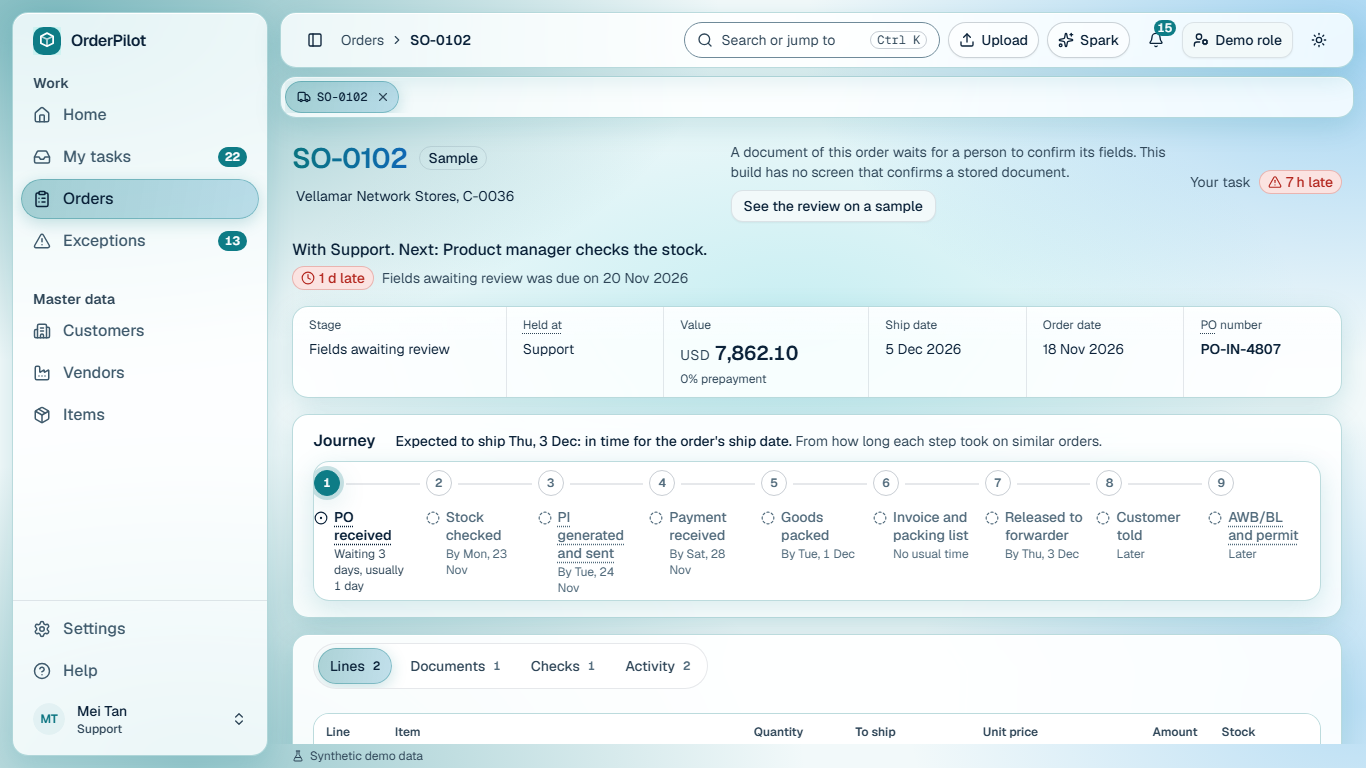 OrderPilot
Work
Home
My tasks 22
Orders
Exceptions 13
Master data
Customers
Vendors
Items
Settings
Help
MT
Mei Tan
Support
Orders > SO-0102
Search or jump to Ctrl K
Upload
Spark
15
Demo role
SO-0102
SO-0102 Sample
Vellamar Network Stores, C-0036
A document of this order waits for a person to confirm its fields. This
build has no screen that confirms a stored document.
See the review on a sample
Your task 7 h late
With Support. Next: Product manager checks the stock.
1 d late Fields awaiting review was due on 20 Nov 2026
Stage
Fields awaiting review
Held at
Support
Value
USD 7,862.10
0% prepayment
Ship date
5 Dec 2026
Order date
18 Nov 2026
PO number
PO-IN-4807
Journey Expected to ship Thu, 3 Dec: in time for the order's ship date. From how long each step took on similar orders.
1
PO
received
Waiting 3
days, usually
1 day
2
Stock
checked
By Mon, 23
Nov
3
PI
generated
and sent
By Tue, 24
Nov
4
Payment
received
By Sat, 28
Nov
5
Goods
packed
By Tue, 1 Dec
6
Invoice and
packing list
No usual time
7
Released to
forwarder
By Thu, 3 Dec
8
Customer
told
Later
9
AWB/BL
and permit
Later
Lines 2 Documents 1 Checks 1 Activity 2
Line Item Quantity To ship Unit price Amount Stock
Synthetic demo data